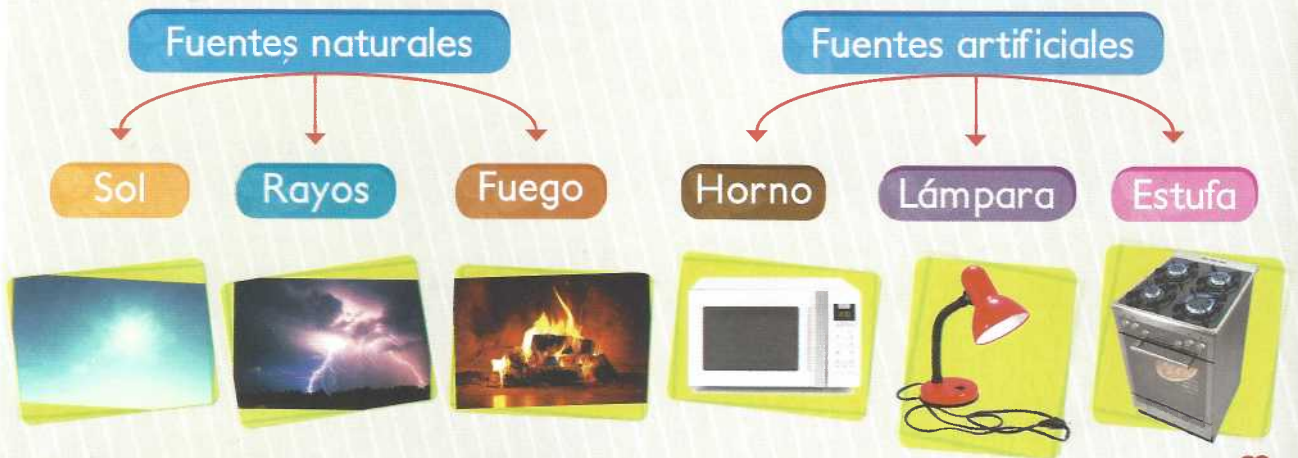 Fuentes naturales
Fuentes artificiales
Sol
Rayos
Fuego
Horno
Lámpara
Estufa